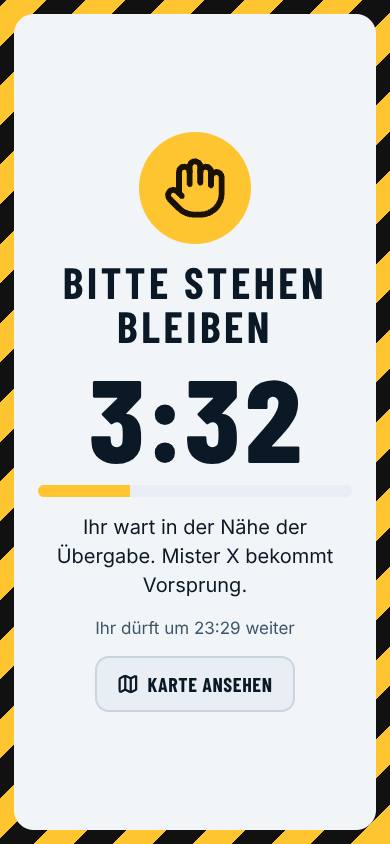 BITTE STEHEN
BLEIBEN
3:32
Ihr wart in der Nähe der
Übergabe. Mister X bekommt
Vorsprung.
Ihr dürft um 23:29 weiter
KARTE ANSEHEN